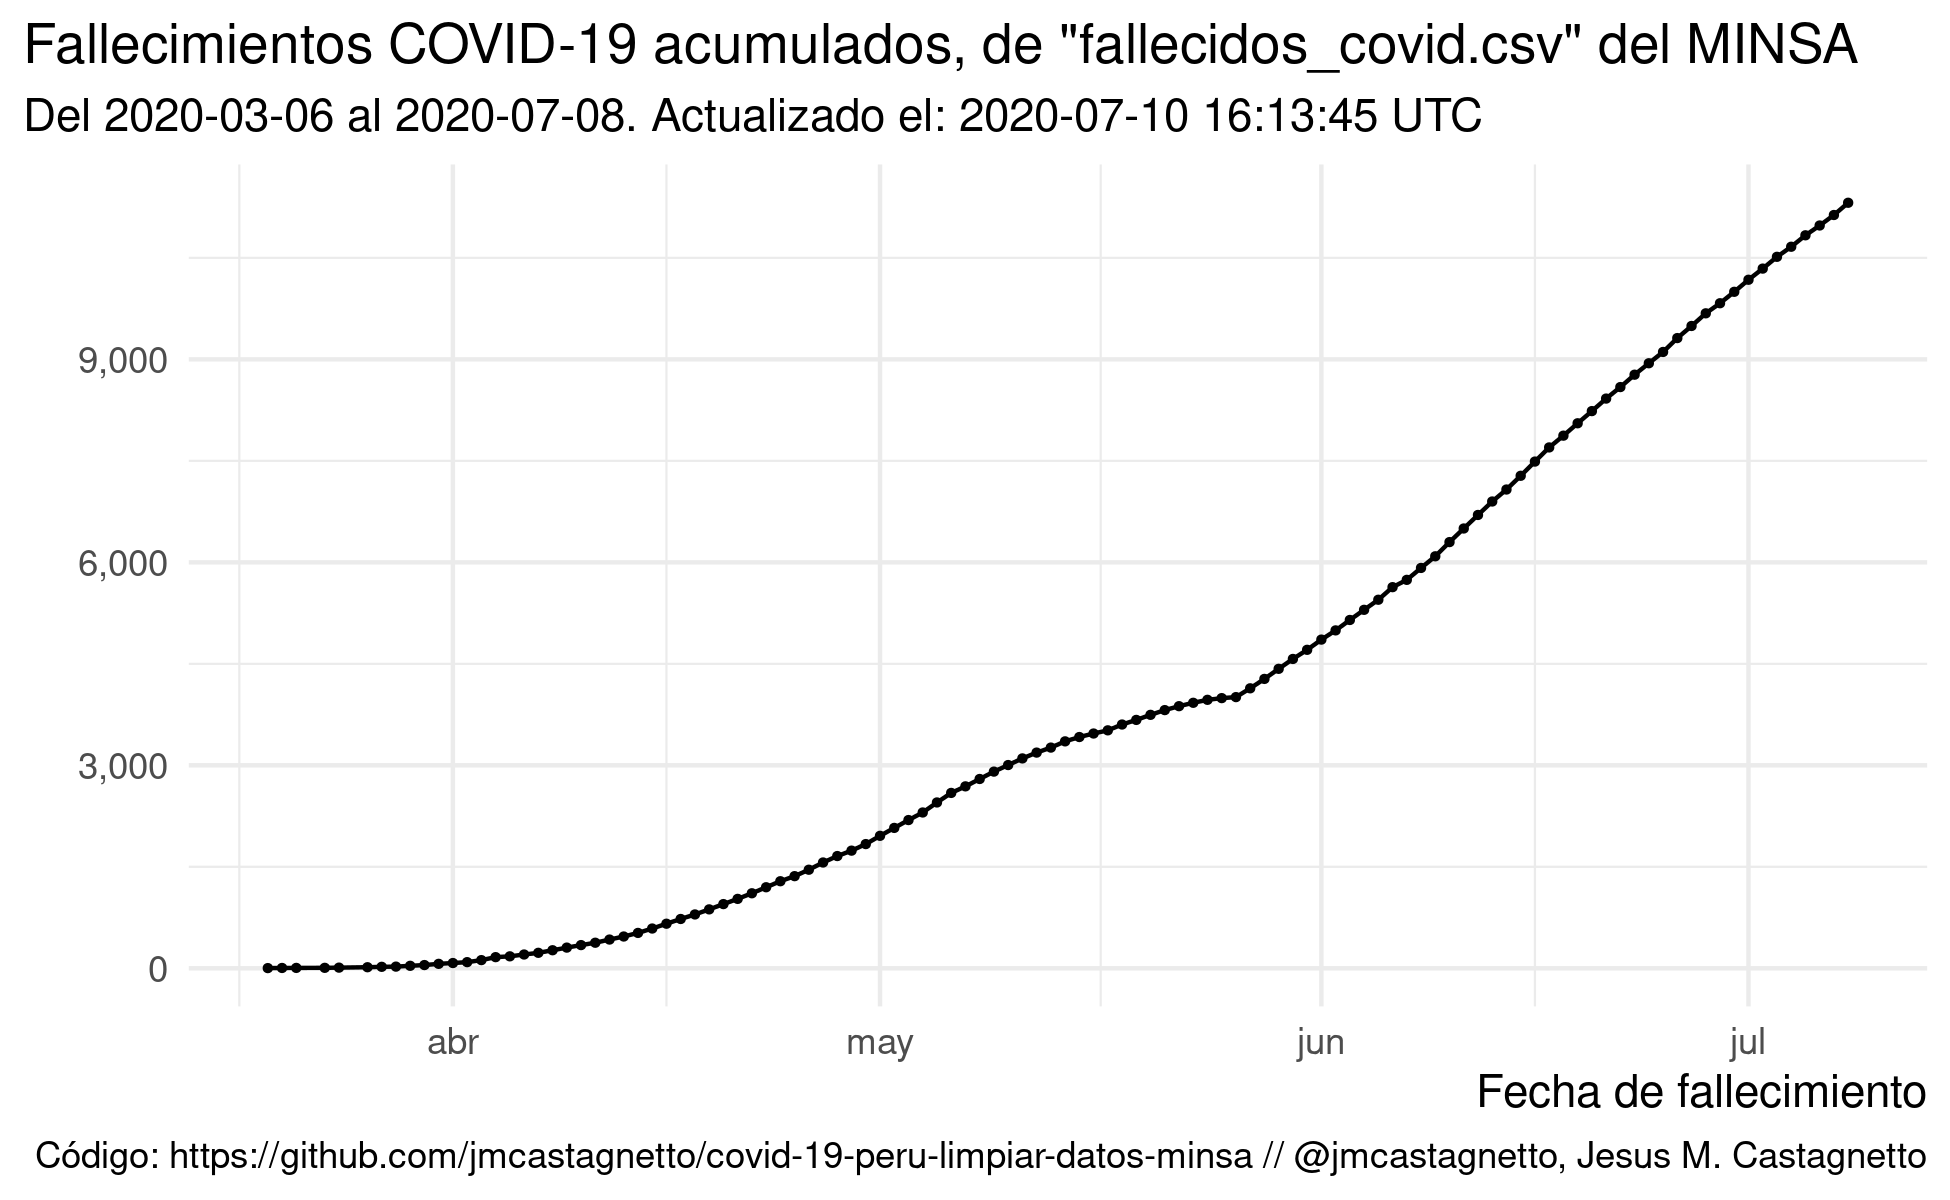 Fallecimientos COVID-19 acumulados, de "fallecidos_covid.csv" del MINSA
Del 2020-03-06 al 2020-07-08. Actualizado el: 2020-07-10 16:13:45 UTC
9,000
6,000
3,000
0
abr may jun jul
Fecha de fallecimiento
Código: https://github.com/jmcastagnetto/covid-19-peru-limpiar-datos-minsa // @jmcastagnetto, Jesus M. Castagnetto